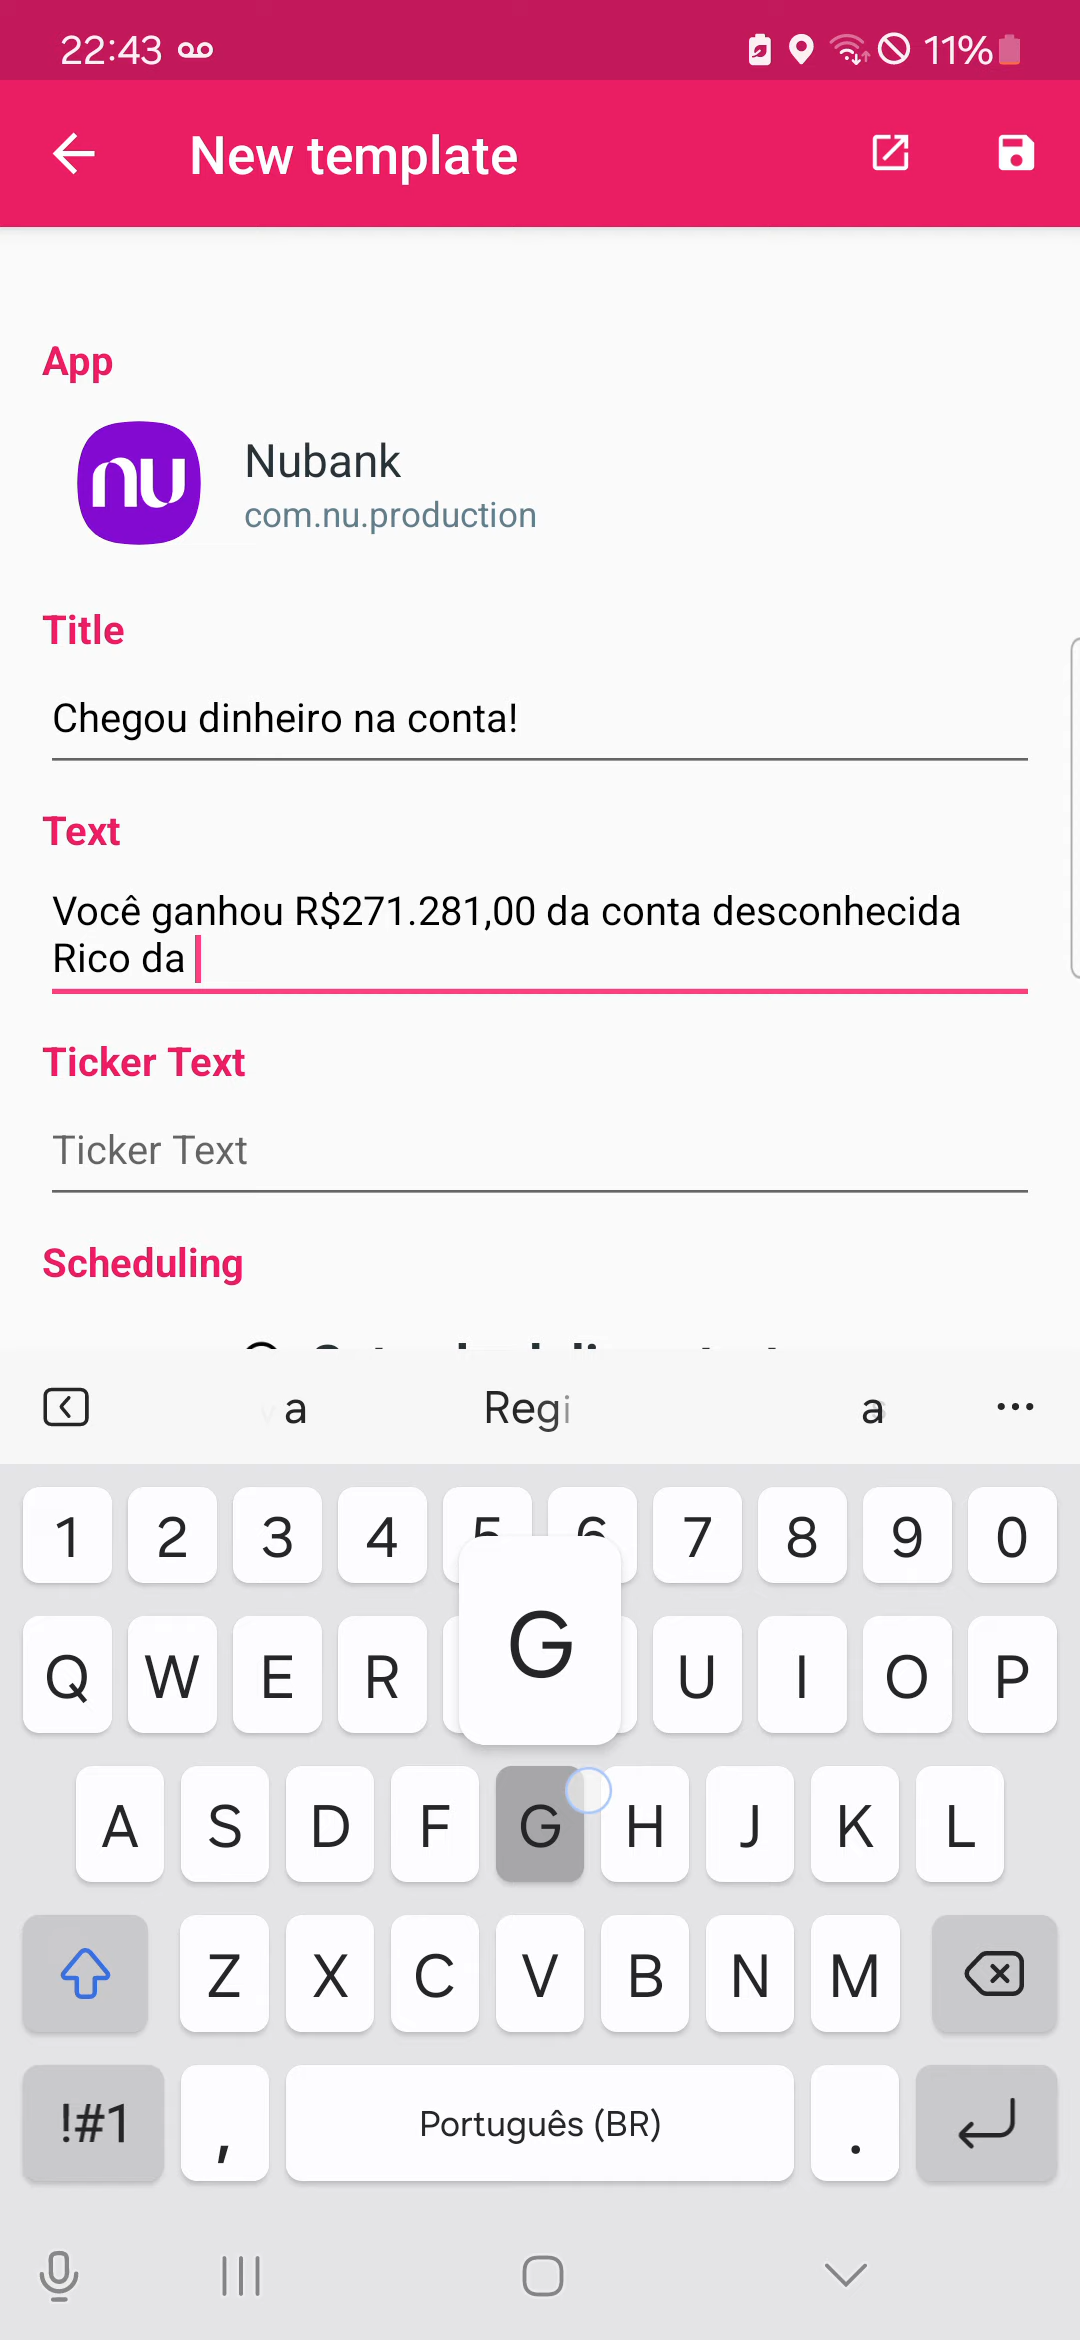 22:43
11%
New template
App
nu
Nubank
com.nu.production
Title
Chegou dinheiro na conta!
Text
Você ganhou R$271.281,00 da conta desconhecida
Rico da
Ticker Text
Ticker Text
Scheduling
a Regi a
1 2 3 4 5 6 7 8 9 0
Q W E R G U I O P
A S D F G H J K L
Z X C V B N M
!#1 , Português (BR) .